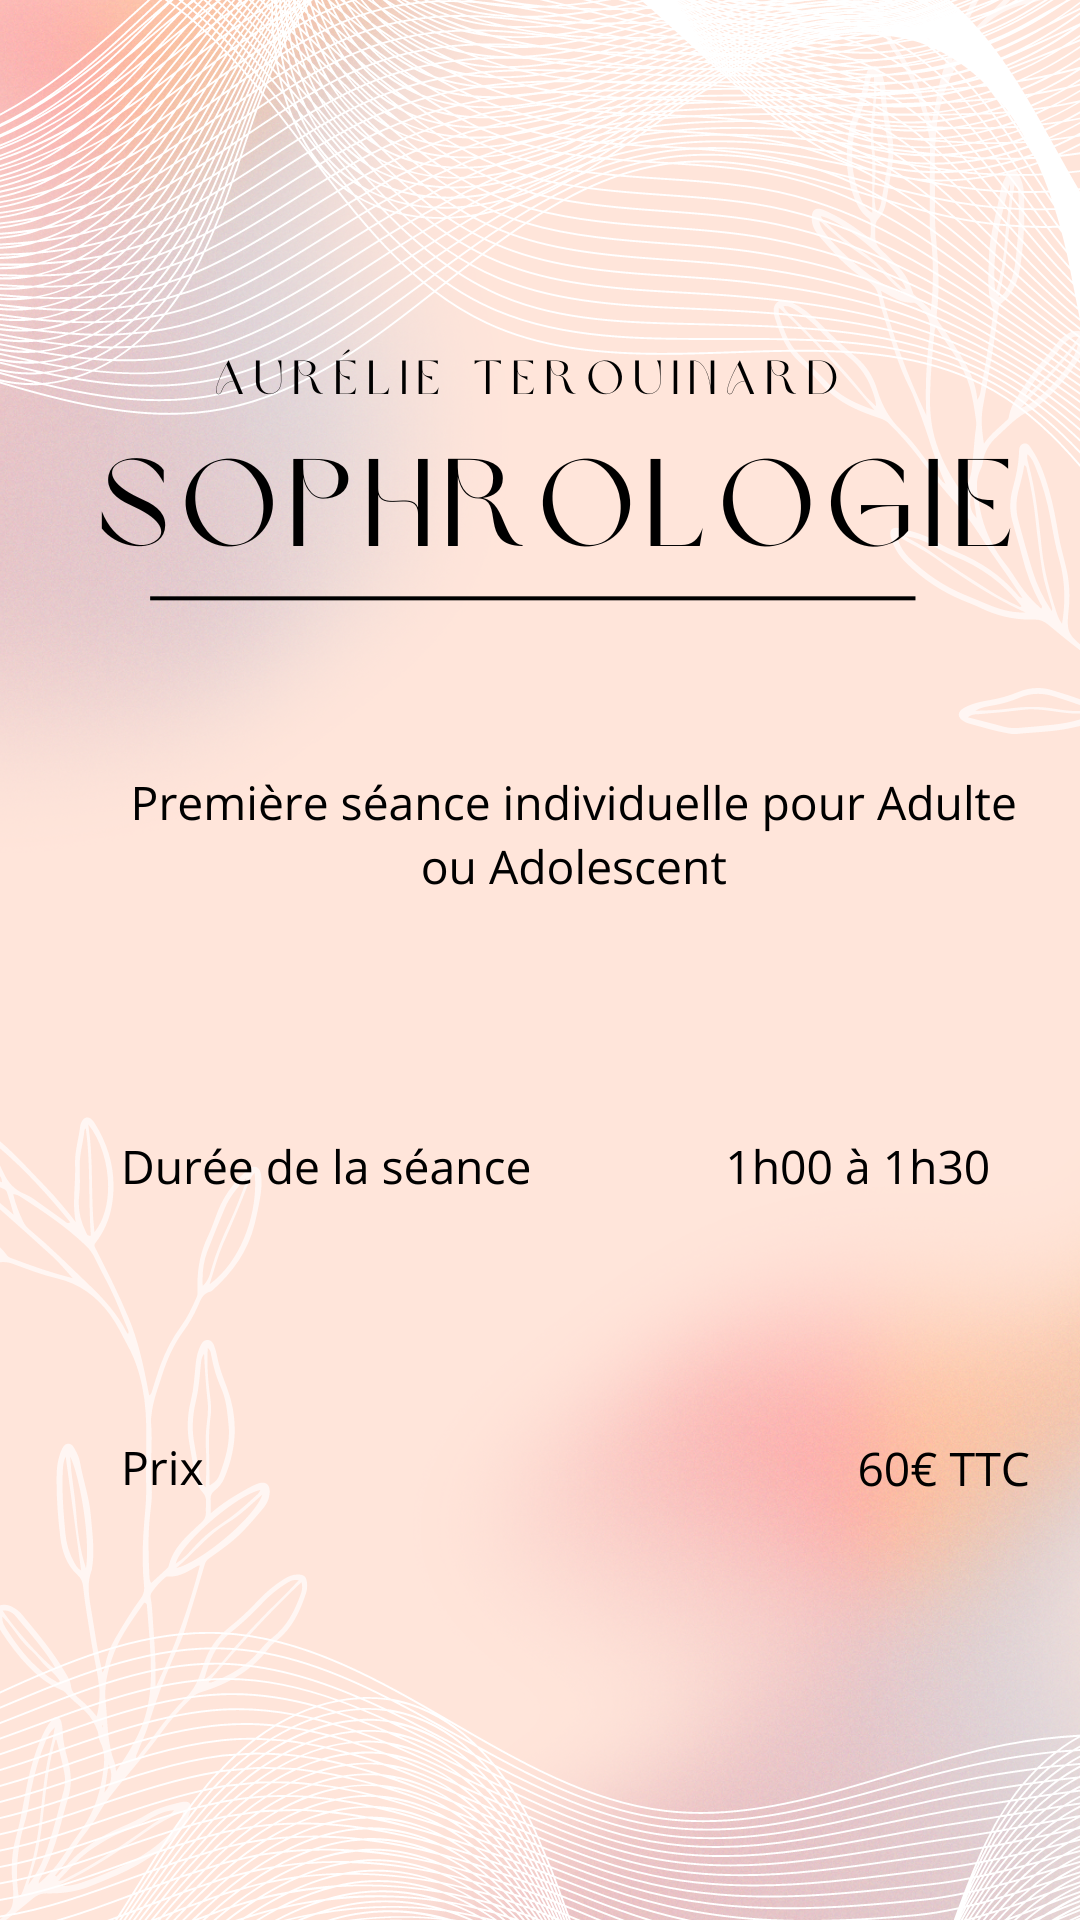 AURÉLIE TEROUINARD
SOPHROLOGIE
Première séance individuelle pour Adulte
ou Adolescent
Durée de la séance 1h00 à 1h30
Prix 60€ TTC